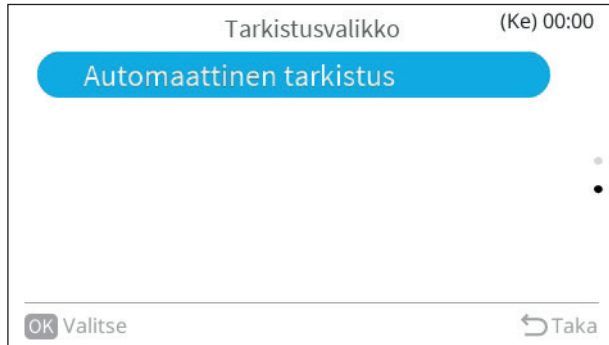 Tarkistusvalikko (Ke) 00:00
Automaattinen tarkistus
OK Valitse Taka